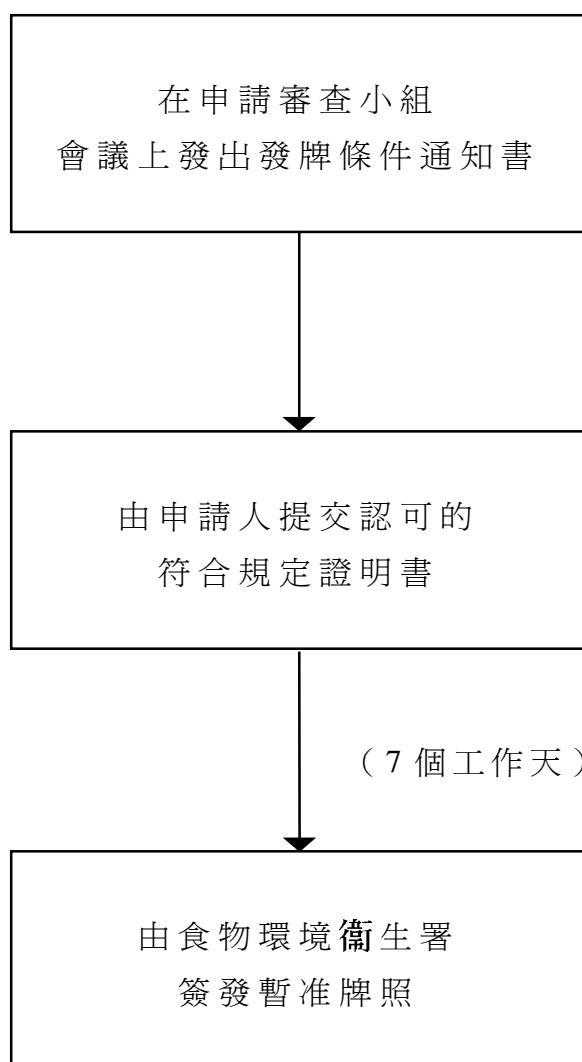 在申請審查小組
會議上發出發牌條件通知書
由申請人提交認可的
符合規定證明書
（7 個工作天）
由食物環境衞生署
簽發暫准牌照